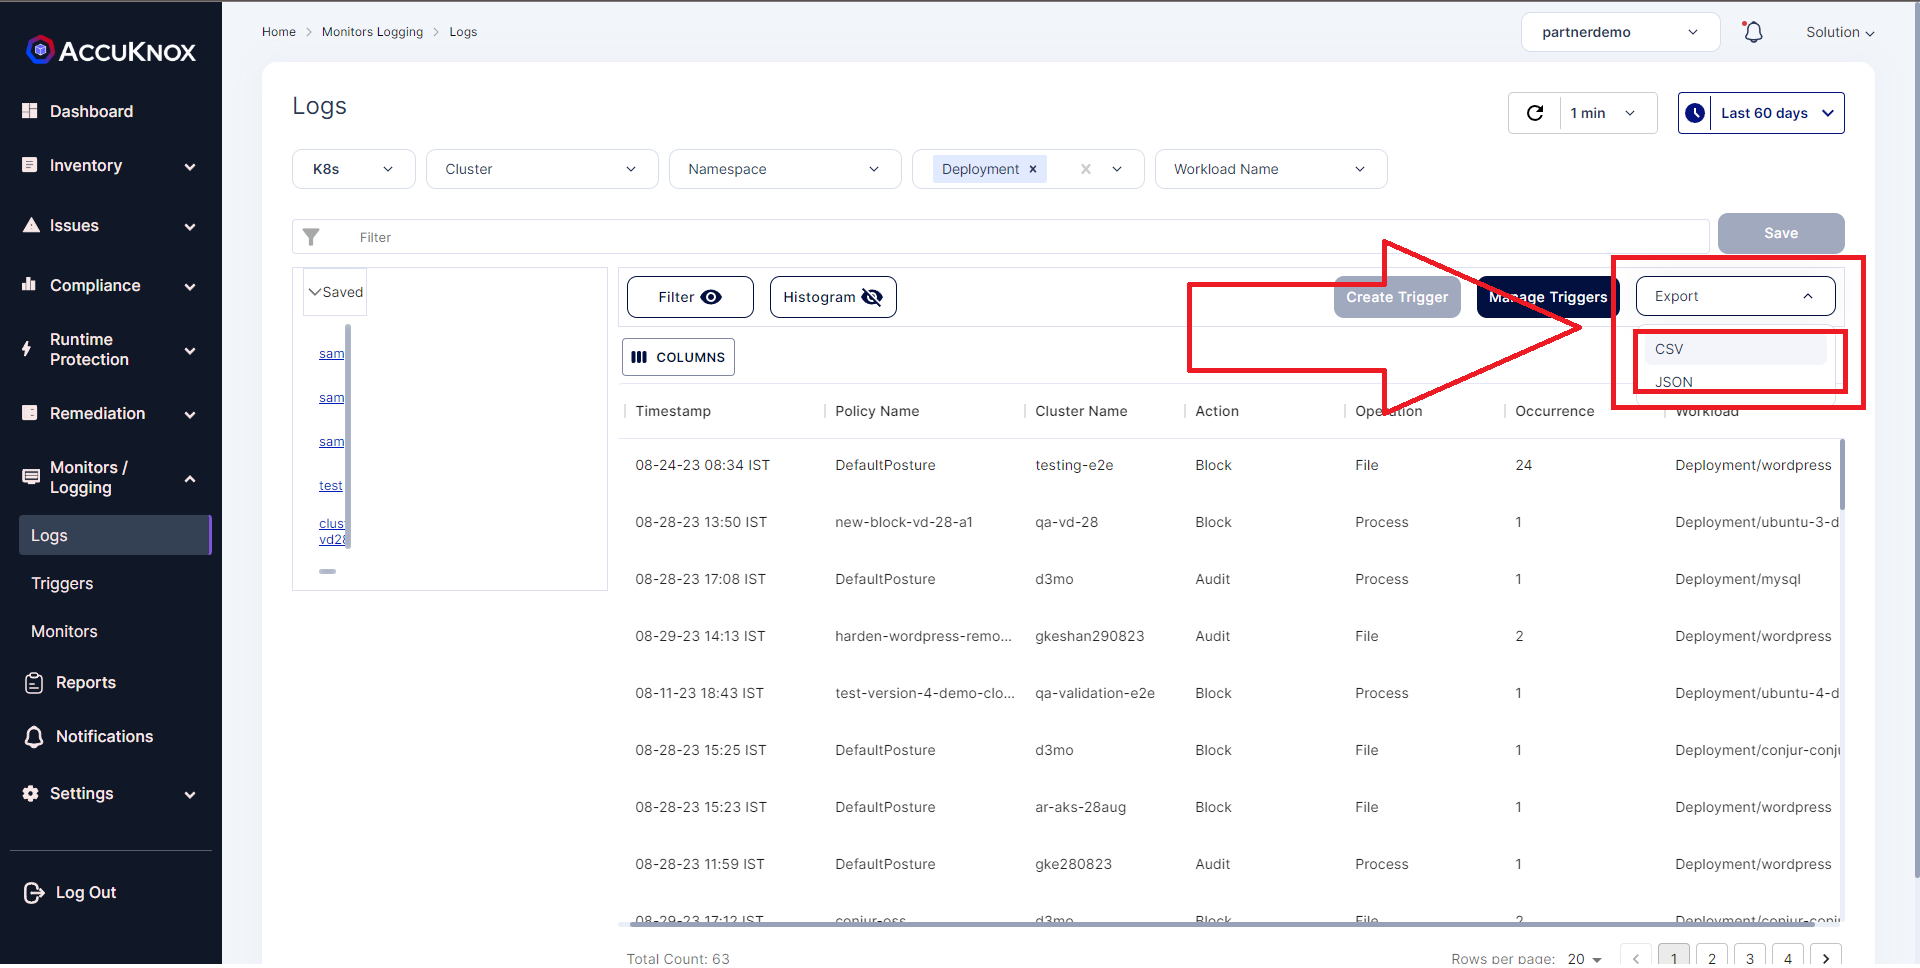 Home > Monitors Logging > Logs
partnerdemo
Solution
ACCUKNOX
Dashboard
Inventory
Issues
Compliance
Runtime
Protection
Remediation
Monitors /
Logging
Logs
Triggers
Monitors
Reports
Notifications
Settings
Log Out
Logs
1 min
Last 60 days
K8s
Cluster
Namespace
Deployment
Workload Name
Filter
Save
Saved
sam
sam
sam
test
clus
vd28
Filter
Histogram
Create Trigger
Manage Triggers
Export
CSV
JSON
COLUMNS
Timestamp Policy Name Cluster Name Action Operation Occurrence Workload
08-24-23 08:34 IST DefaultPosture testing-e2e Block File 24 Deployment/wordpress
08-28-23 13:50 IST new-block-vd-28-a1 qa-vd-28 Block Process 1 Deployment/ubuntu-3-d
08-28-23 17:08 IST DefaultPosture d3mo Audit Process 1 Deployment/mysql
08-29-23 14:13 IST harden-wordpress-remo... gkeshan290823 Audit File 2 Deployment/wordpress
08-11-23 18:43 IST test-version-4-demo-clo... qa-validation-e2e Block Process 1 Deployment/ubuntu-4-d
08-28-23 15:25 IST DefaultPosture d3mo Block File 1 Deployment/conjur-conju
08-28-23 15:23 IST DefaultPosture ar-aks-28aug Block File 1 Deployment/wordpress
08-28-23 11:59 IST DefaultPosture gke280823 Audit Process 1 Deployment/wordpress
08-29-23 17:12 IST conjur-oss d3mo Block File 2 Deployment/conjur-conju
Total Count: 63
Rows per page: 20
1 2 3 4